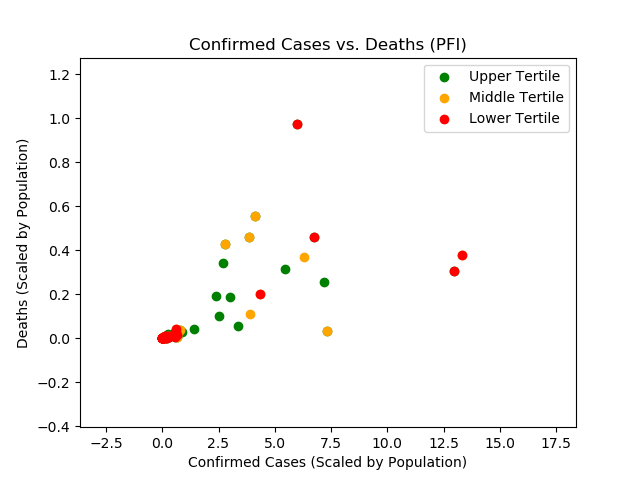 Confirmed Cases vs. Deaths (PFI)
Upper Tertile
Middle Tertile
Lower Tertile
Deaths (Scaled by Population)
1.2
1.0
0.8
0.6
0.4
0.2
0.0
−0.2
−0.4
−2.5 0.0 2.5 5.0 7.5 10.0 12.5 15.0 17.5
Confirmed Cases (Scaled by Population)